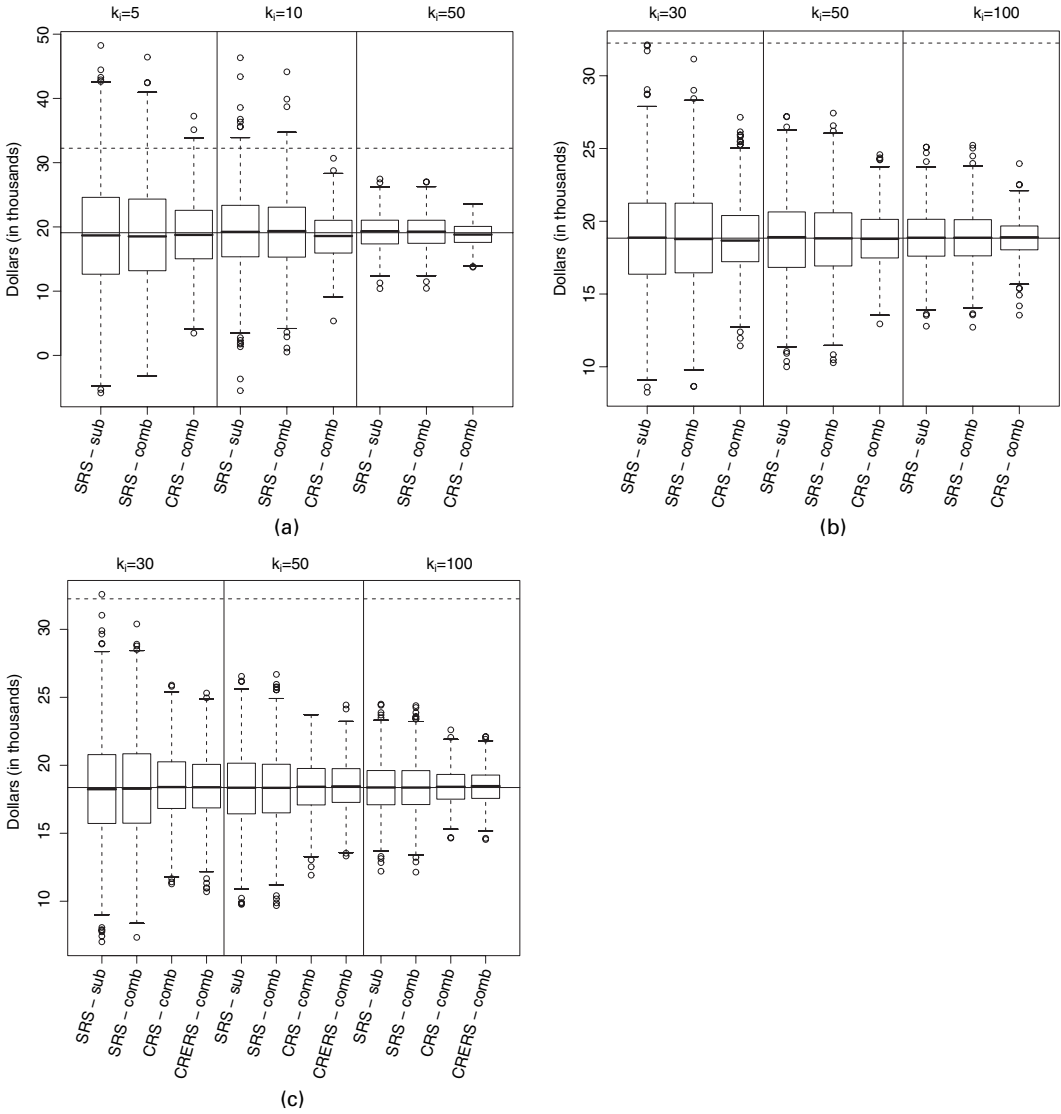 kᵢ=5 kᵢ=10 kᵢ=50
Dollars (in thousands)
50
40
30
20
10
0
SRS – sub
SRS – comb
CRS – comb
SRS – sub
SRS – comb
CRS – comb
SRS – sub
SRS – comb
CRS – comb
(a)
kᵢ=30 kᵢ=50 kᵢ=100
Dollars (in thousands)
30
25
20
15
10
SRS – sub
SRS – comb
CRS – comb
SRS – sub
SRS – comb
CRS – comb
SRS – sub
SRS – comb
CRS – comb
(b)
kᵢ=30 kᵢ=50 kᵢ=100
Dollars (in thousands)
30
25
20
15
10
SRS – sub
SRS – comb
CRS – comb
CRERS – comb
SRS – sub
SRS – comb
CRS – comb
CRERS – comb
SRS – sub
SRS – comb
CRS – comb
CRERS – comb
(c)